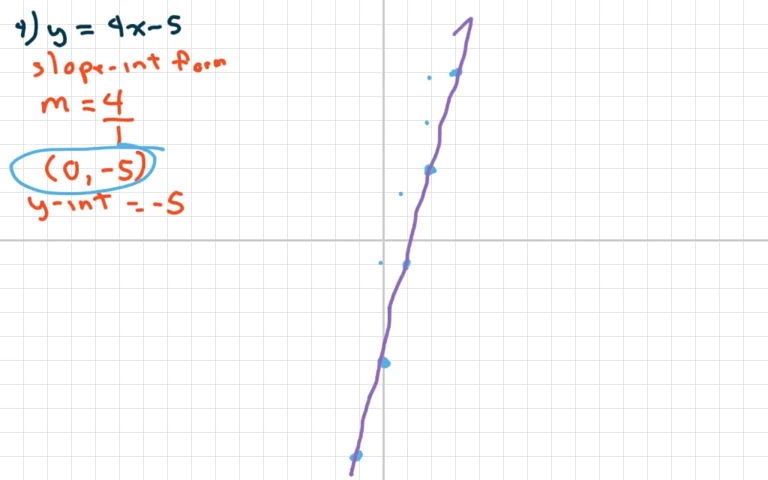 4) y = 4x-5
slope-int form
m = 4
1
(0,-5)
y-int = -5